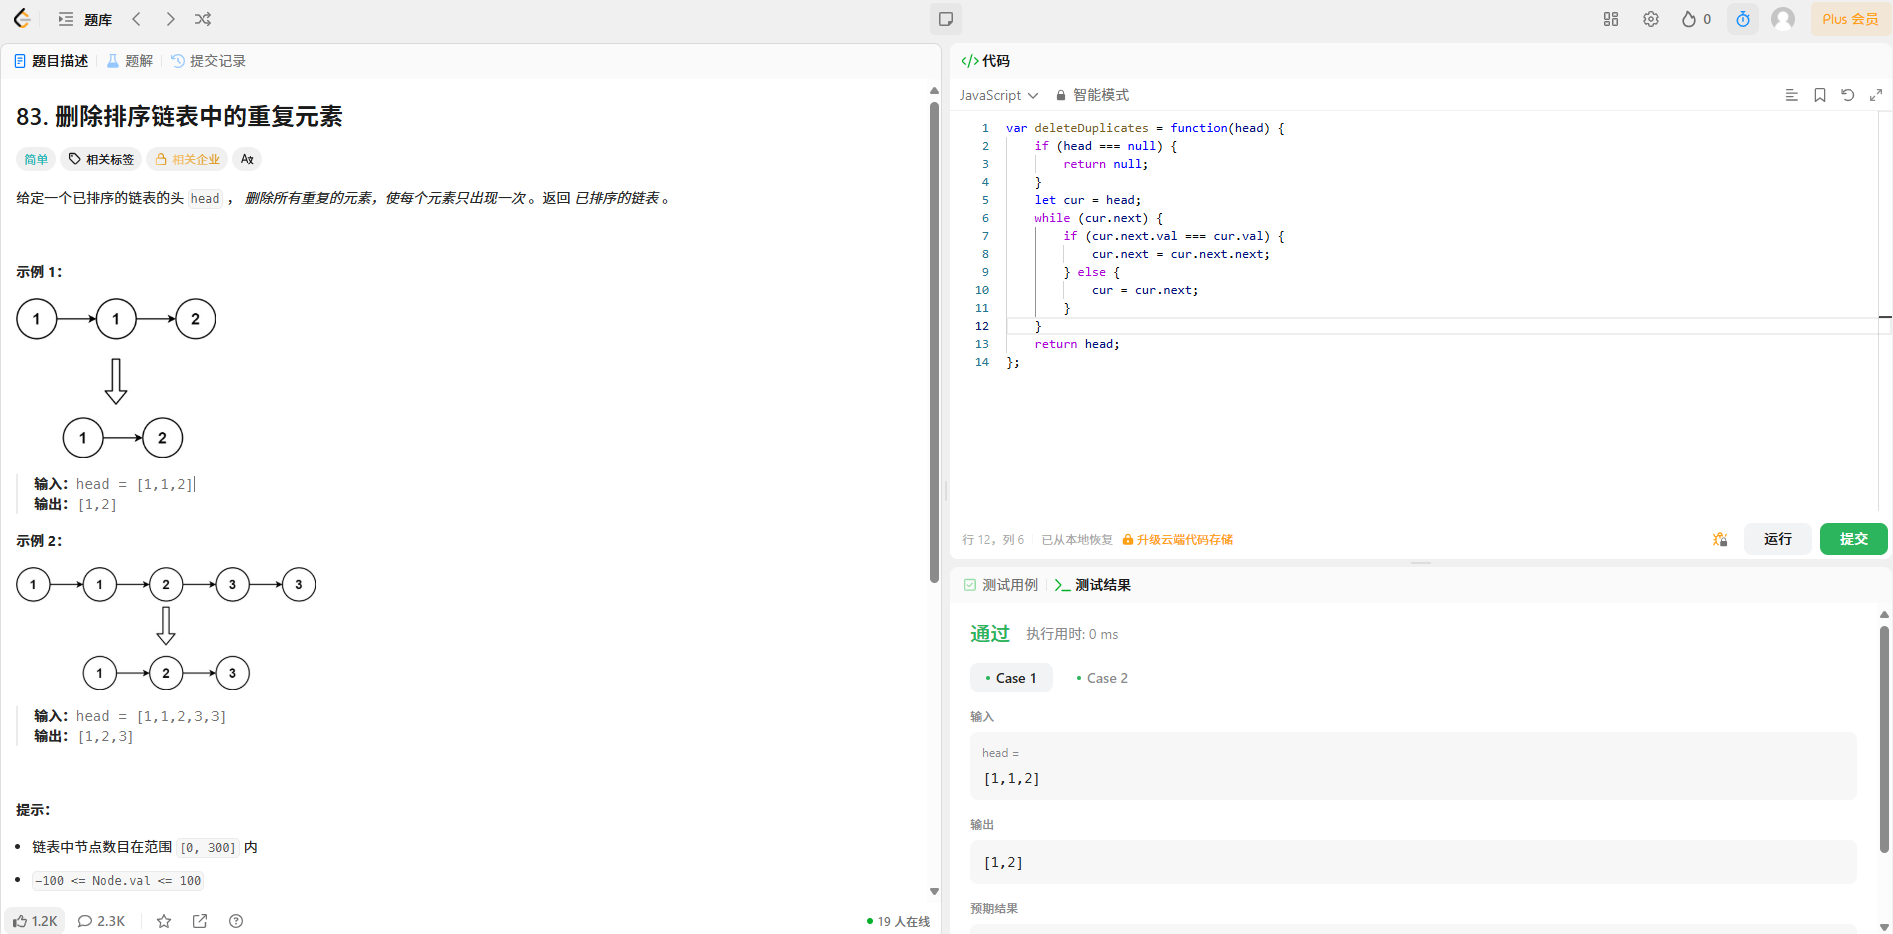 题库
0
Plus 会员
题目描述
题解
提交记录
83. 删除排序链表中的重复元素
简单
相关标签
相关企业
给定一个已排序的链表的头 head ， 删除所有重复的元素，使每个元素只出现一次 。返回 已排序的链表 。
示例 1：
1 1 2
1 2
输入：head = [1,1,2]
输出：[1,2]
示例 2：
1 1 2 3 3
1 2 3
输入：head = [1,1,2,3,3]
输出：[1,2,3]
提示：
链表中节点数目在范围 [0, 300] 内
-100 <= Node.val <= 100
1.2K
2.3K
19 人在线
</> 代码
JavaScript
智能模式
1 var deleteDuplicates = function(head) {
2     if (head === null) {
3         return null;
4     }
5     let cur = head;
6     while (cur.next) {
7         if (cur.next.val === cur.val) {
8             cur.next = cur.next.next;
9         } else {
10             cur = cur.next;
11         }
12     }
13     return head;
14 };
行 12，列 6
已从本地恢复
升级云端代码存储
运行
提交
测试用例
测试结果
通过
执行用时: 0 ms
Case 1
Case 2
输入
head =
[1,1,2]
输出
[1,2]
预期结果